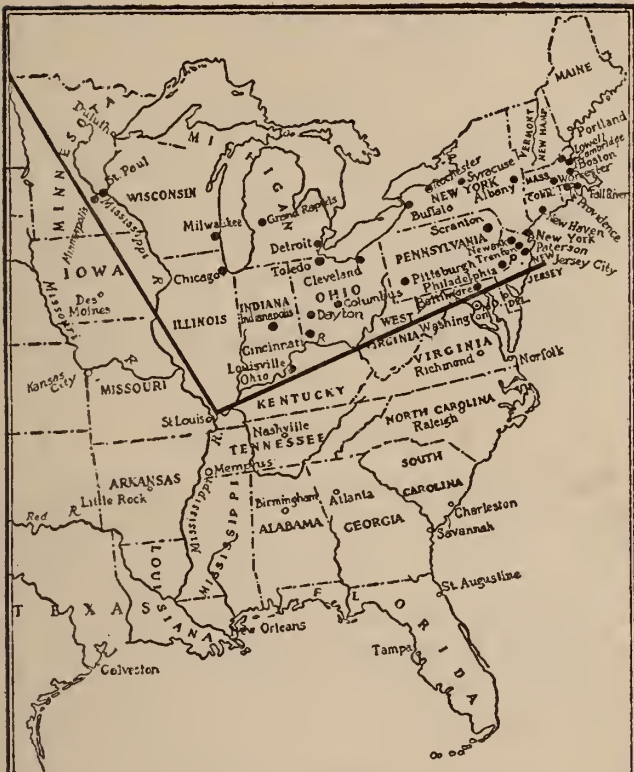 MAINE
MINNESOTA
Duluth
VERMONT
NEW HAMP.
Portland
Lowell
Cambridge
Boston
Worcester
MASS.
CONN.
Fall River
Providence
New Haven
MICHIGAN
St. Paul
Minneapolis
Mississippi
R
WISCONSIN
Milwaukee
Grand Rapids
Detroit
Rochester
Syracuse
NEW YORK
Albany
Buffalo
Scranton
New York
Newark
Paterson
Jersey City
NEW JERSEY
Trenton
PENNSYLVANIA
Pittsburgh
Philadelphia
Baltimore
DEL.
IOWA
Des Moines
Missouri
R
Chicago
Toledo
Cleveland
OHIO
Columbus
Dayton
INDIANA
Indianapolis
ILLINOIS
Cincinnati
R
Louisville
Ohio
WEST
VIRGINIA
Washington
VIRGINIA
Richmond
Norfolk
Kansas City
MISSOURI
St Louis
KENTUCKY
Nashville
TENNESSEE
NORTH CAROLINA
Raleigh
SOUTH
CAROLINA
Charleston
Savannah
R.
Memphis
ARKANSAS
Little Rock
Red R.
Mississippi
MISSISSIPPI
Birmingham
ALABAMA
Atlanta
GEORGIA
LOUISIANA
TEXAS
New Orleans
Galveston
St. Augustine
FLORIDA
Tampa